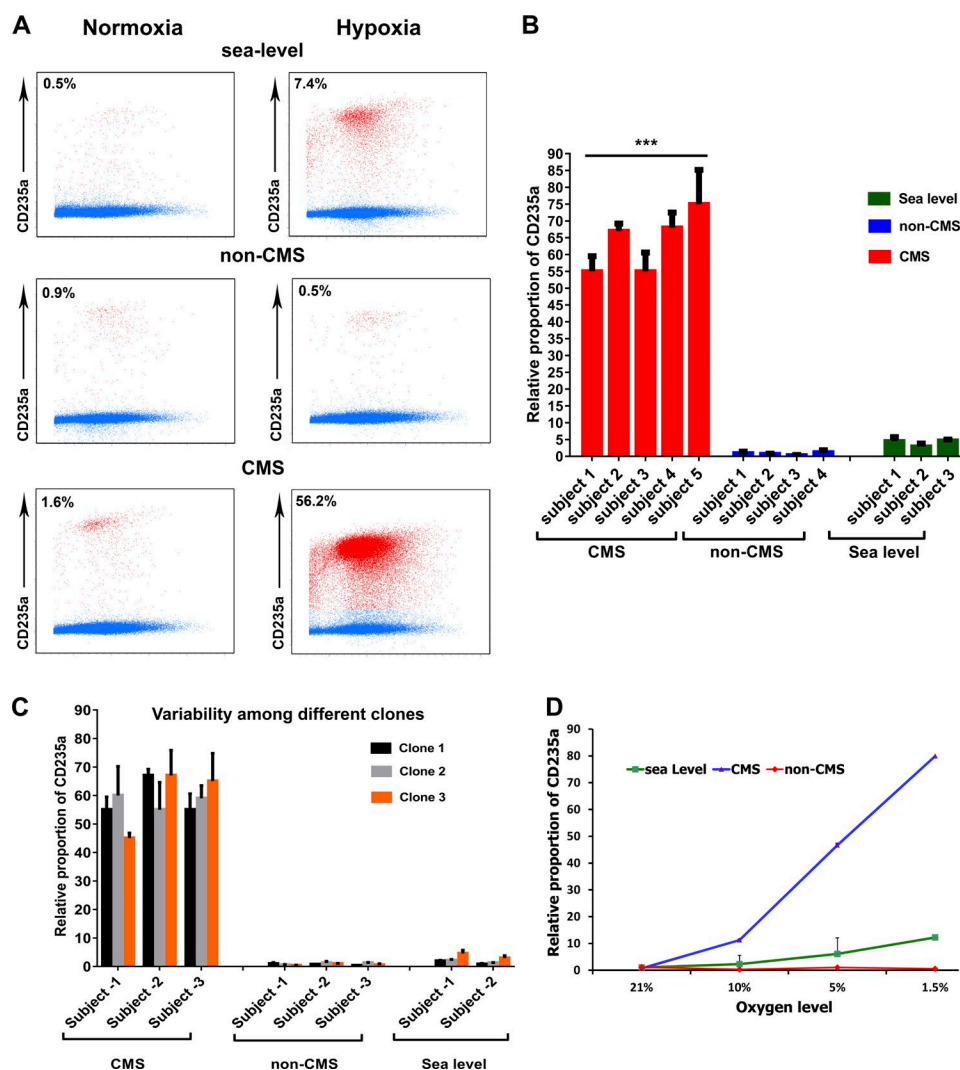 A
Normoxia Hypoxia
sea-level
0.5%
CD235a
7.4%
CD235a
non-CMS
0.9%
CD235a
0.5%
CD235a
CMS
1.6%
CD235a
56.2%
CD235a
B
Relative proportion of CD235a
90
85
80
75
70
65
60
55
50
45
40
35
30
25
20
15
10
5
0
***
Sea level
non-CMS
CMS
subject 1
subject 2
subject 3
subject 4
subject 5
subject 1
subject 2
subject 3
subject 4
subject 1
subject 2
subject 3
CMS non-CMS Sea level
C
Variability among different clones
Relative proportion of CD235a
90
80
70
60
50
40
30
20
10
0
Clone 1
Clone 2
Clone 3
Subject -1
Subject -2
Subject -3
Subject -1
Subject -2
Subject -3
Subject -1
Subject -2
CMS non-CMS Sea level
D
Relative proportion of CD235a
90
80
70
60
50
40
30
20
10
0
sea Level CMS non-CMS
21% 10% 5% 1.5%
Oxygen level